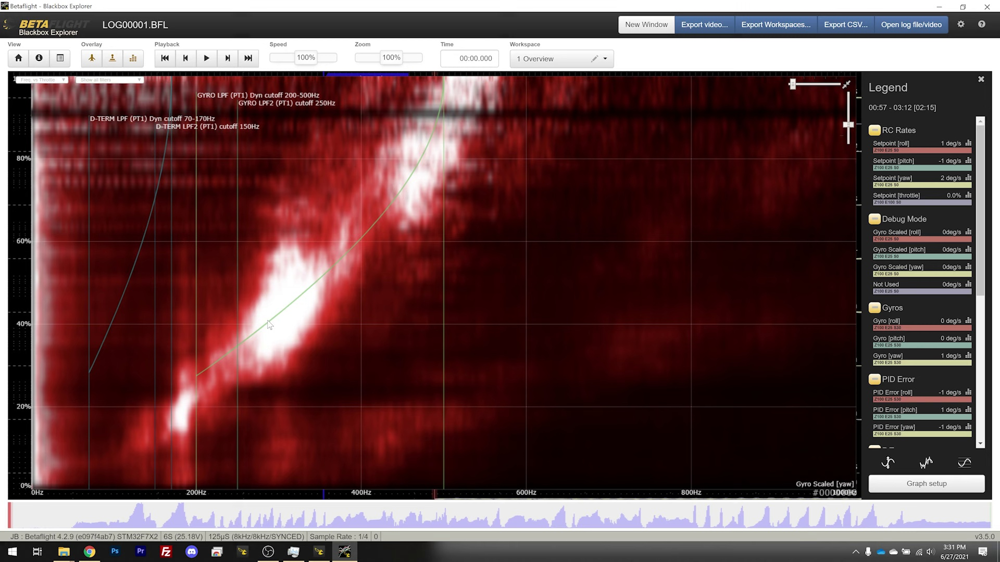 Betaflight - Blackbox Explorer
BETAFLIGHT
Blackbox Explorer
LOG00001.BFL
New Window
Export video...
Export Workspaces...
Export CSV...
Open log file/video
View
Overlay
Playback
Speed
Zoom
Time
Workspace
100%
100%
00:00.000
1 Overview
Freq. vs Throttle
Show all filters
GYRO LPF (PT1) Dyn cutoff 200-500Hz
GYRO LPF2 (PT1) cutoff 250Hz
D-TERM LPF (PT1) Dyn cutoff 70-170Hz
D-TERM LPF2 (PT1) cutoff 150Hz
80%
60%
40%
20%
0%
0Hz
200Hz
400Hz
600Hz
800Hz
1000Hz
Gyro Scaled [yaw]
Legend
00:57 - 03:12 [02:15]
RC Rates
Setpoint [roll] 1 deg/s
Z100 E25 S0
Setpoint [pitch] -1 deg/s
Z100 E25 S0
Setpoint [yaw] 2 deg/s
Z100 E25 S0
Setpoint [throttle] 0.0%
Z100 E100 S0
Debug Mode
Gyro Scaled [roll] 0deg/s
Z100 E25 S0
Gyro Scaled [pitch] 0deg/s
Z100 E25 S0
Gyro Scaled [yaw] 0deg/s
Z100 E25 S0
Not Used 0deg/s
Z100 E25 S0
Gyros
Gyro [roll] 0 deg/s
Z100 E25 S30
Gyro [pitch] 0 deg/s
Z100 E25 S30
Gyro [yaw] 1 deg/s
Z100 E25 S30
PID Error
PID Error [roll] -1 deg/s
Z100 E25 S30
PID Error [pitch] 1 deg/s
Z100 E25 S30
PID Error [yaw] -1 deg/s
Z100 E25 S30
Graph setup
JB : Betaflight 4.2.9 (e097f4ab7) STM32F7X2 6S (25.18V) 125µS (8kHz/8kHz/SYNCED) Sample Rate : 1/4 0
v3.5.0
Ps
Pr
Fz
3:31 PM
6/27/2021